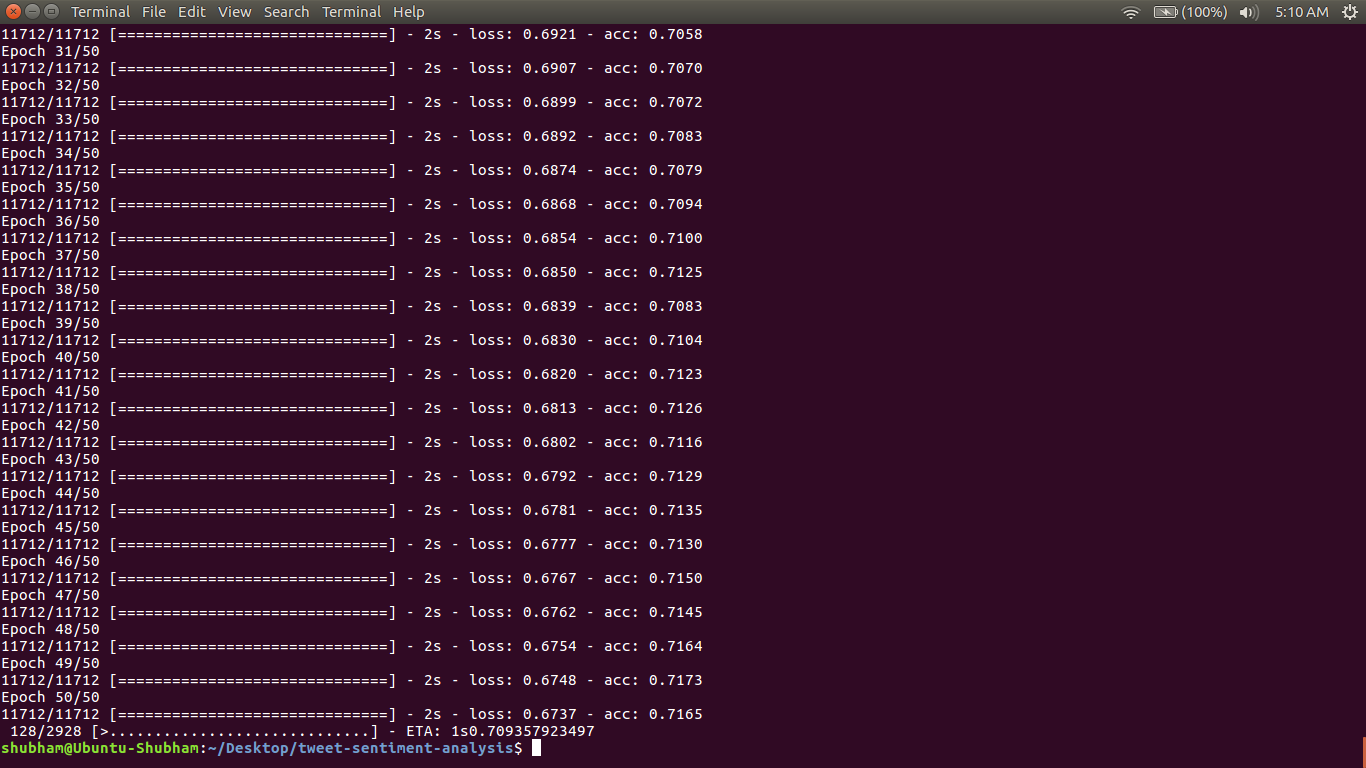 Terminal File Edit View Search Terminal Help (100%) 5:10 AM
11712/11712 [==============================] - 2s - loss: 0.6921 - acc: 0.7058
Epoch 31/50
11712/11712 [==============================] - 2s - loss: 0.6907 - acc: 0.7070
Epoch 32/50
11712/11712 [==============================] - 2s - loss: 0.6899 - acc: 0.7072
Epoch 33/50
11712/11712 [==============================] - 2s - loss: 0.6892 - acc: 0.7083
Epoch 34/50
11712/11712 [==============================] - 2s - loss: 0.6874 - acc: 0.7079
Epoch 35/50
11712/11712 [==============================] - 2s - loss: 0.6868 - acc: 0.7094
Epoch 36/50
11712/11712 [==============================] - 2s - loss: 0.6854 - acc: 0.7100
Epoch 37/50
11712/11712 [==============================] - 2s - loss: 0.6850 - acc: 0.7125
Epoch 38/50
11712/11712 [==============================] - 2s - loss: 0.6839 - acc: 0.7083
Epoch 39/50
11712/11712 [==============================] - 2s - loss: 0.6830 - acc: 0.7104
Epoch 40/50
11712/11712 [==============================] - 2s - loss: 0.6820 - acc: 0.7123
Epoch 41/50
11712/11712 [==============================] - 2s - loss: 0.6813 - acc: 0.7126
Epoch 42/50
11712/11712 [==============================] - 2s - loss: 0.6802 - acc: 0.7116
Epoch 43/50
11712/11712 [==============================] - 2s - loss: 0.6792 - acc: 0.7129
Epoch 44/50
11712/11712 [==============================] - 2s - loss: 0.6781 - acc: 0.7135
Epoch 45/50
11712/11712 [==============================] - 2s - loss: 0.6777 - acc: 0.7130
Epoch 46/50
11712/11712 [==============================] - 2s - loss: 0.6767 - acc: 0.7150
Epoch 47/50
11712/11712 [==============================] - 2s - loss: 0.6762 - acc: 0.7145
Epoch 48/50
11712/11712 [==============================] - 2s - loss: 0.6754 - acc: 0.7164
Epoch 49/50
11712/11712 [==============================] - 2s - loss: 0.6748 - acc: 0.7173
Epoch 50/50
11712/11712 [==============================] - 2s - loss: 0.6737 - acc: 0.7165
128/2928 [>.............................] - ETA: 1s0.709357923497
shubham@Ubuntu-Shubham:~/Desktop/tweet-sentiment-analysis$